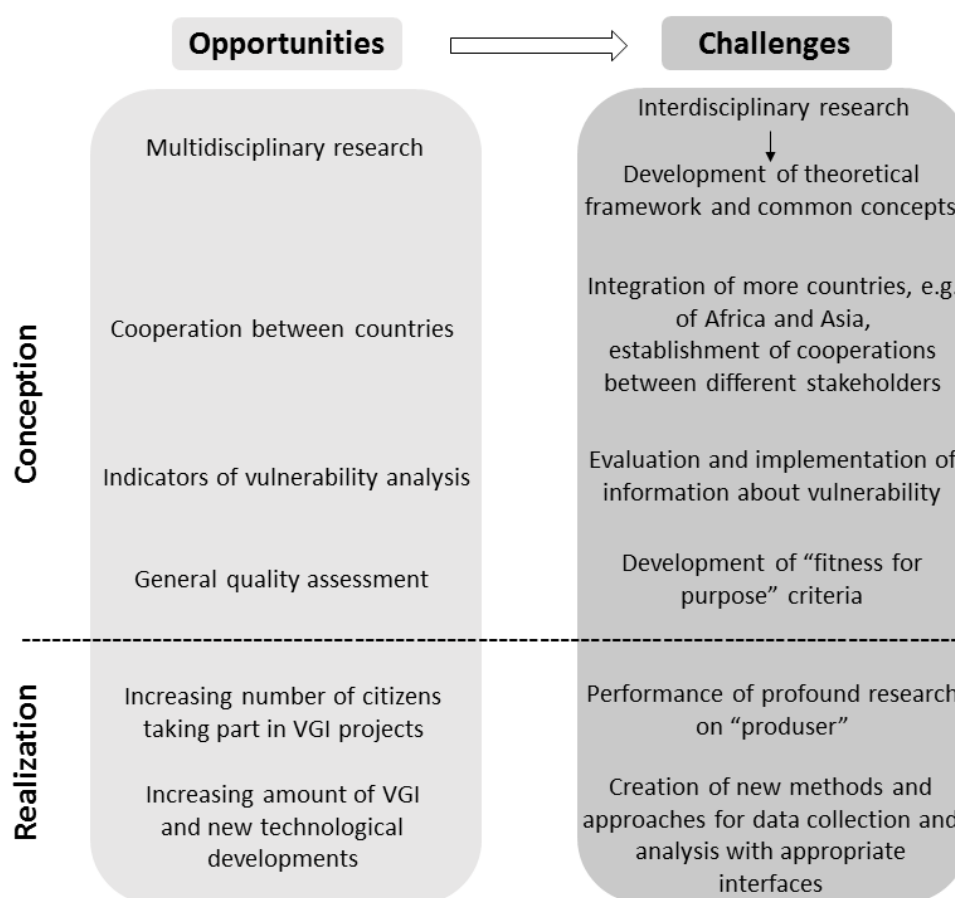 Opportunities
Challenges
Conception
Multidisciplinary research
Interdisciplinary research
Development of theoretical
framework and common concepts
Cooperation between countries
Integration of more countries, e.g.
of Africa and Asia,
establishment of cooperations
between different stakeholders
Indicators of vulnerability analysis
Evaluation and implementation of
information about vulnerability
General quality assessment
Development of “fitness for
purpose” criteria
Realization
Increasing number of citizens
taking part in VGI projects
Performance of profound research
on “produser”
Increasing amount of VGI
and new technological
developments
Creation of new methods and
approaches for data collection and
analysis with appropriate
interfaces